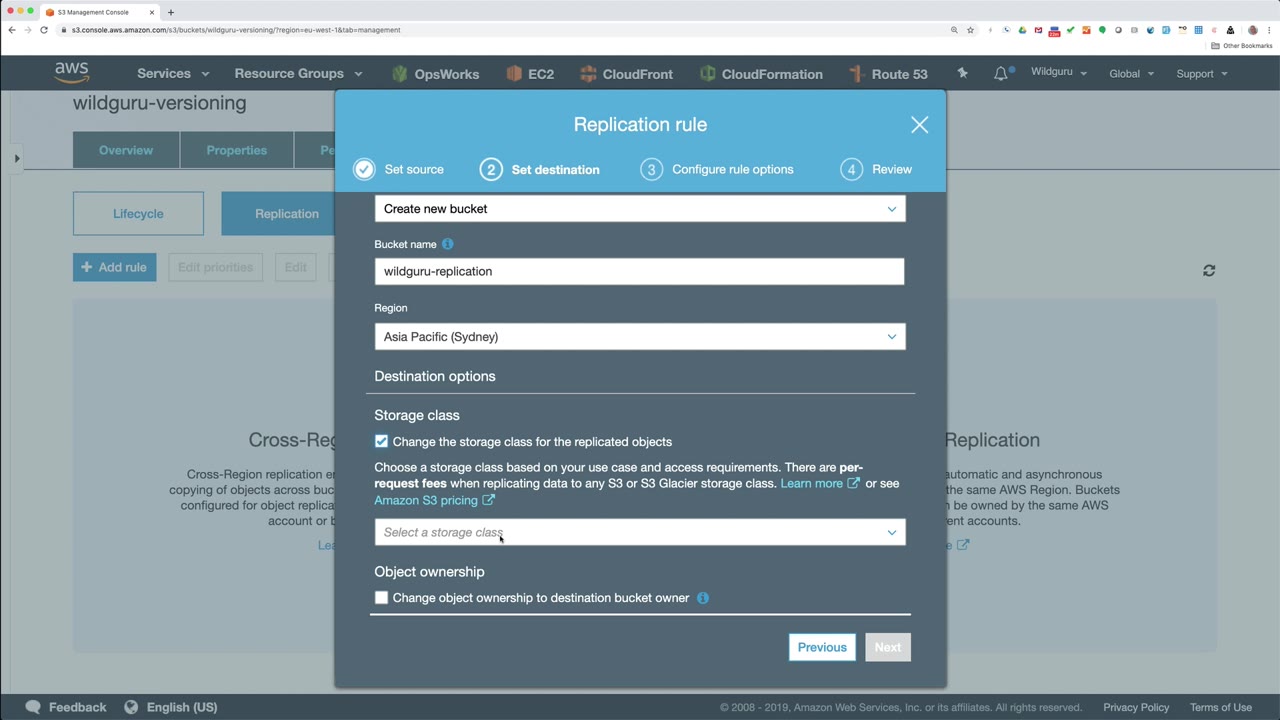 S3 Management Console
s3.console.aws.amazon.com/s3/buckets/wildguru-versioning/?region=eu-west-1&tab=management
Other Bookmarks
aws
Services
Resource Groups
OpsWorks
EC2
CloudFront
CloudFormation
Route 53
Wildguru
Global
Support
wildguru-versioning
Overview
Properties
Pe
Lifecycle
Replication
+ Add rule
Edit priorities
Edit
Replication rule
Set source
2 Set destination
3 Configure rule options
4 Review
Create new bucket
Bucket name
wildguru-replication
Region
Asia Pacific (Sydney)
Destination options
Storage class
Change the storage class for the replicated objects
Choose a storage class based on your use case and access requirements. There are per-
request fees when replicating data to any S3 or S3 Glacier storage class. Learn more or see
Amazon S3 pricing
Select a storage class
Object ownership
Change object ownership to destination bucket owner
Previous
Next
Cross-Reg
Cross-Region replication en
copying of objects across buc
configured for object replica
account or b
Lea
Replication
automatic and asynchronous
the same AWS Region. Buckets
n be owned by the same AWS
ent accounts.
e
Feedback
English (US)
© 2008 - 2019, Amazon Web Services, Inc. or its affiliates. All rights reserved.
Privacy Policy
Terms of Use